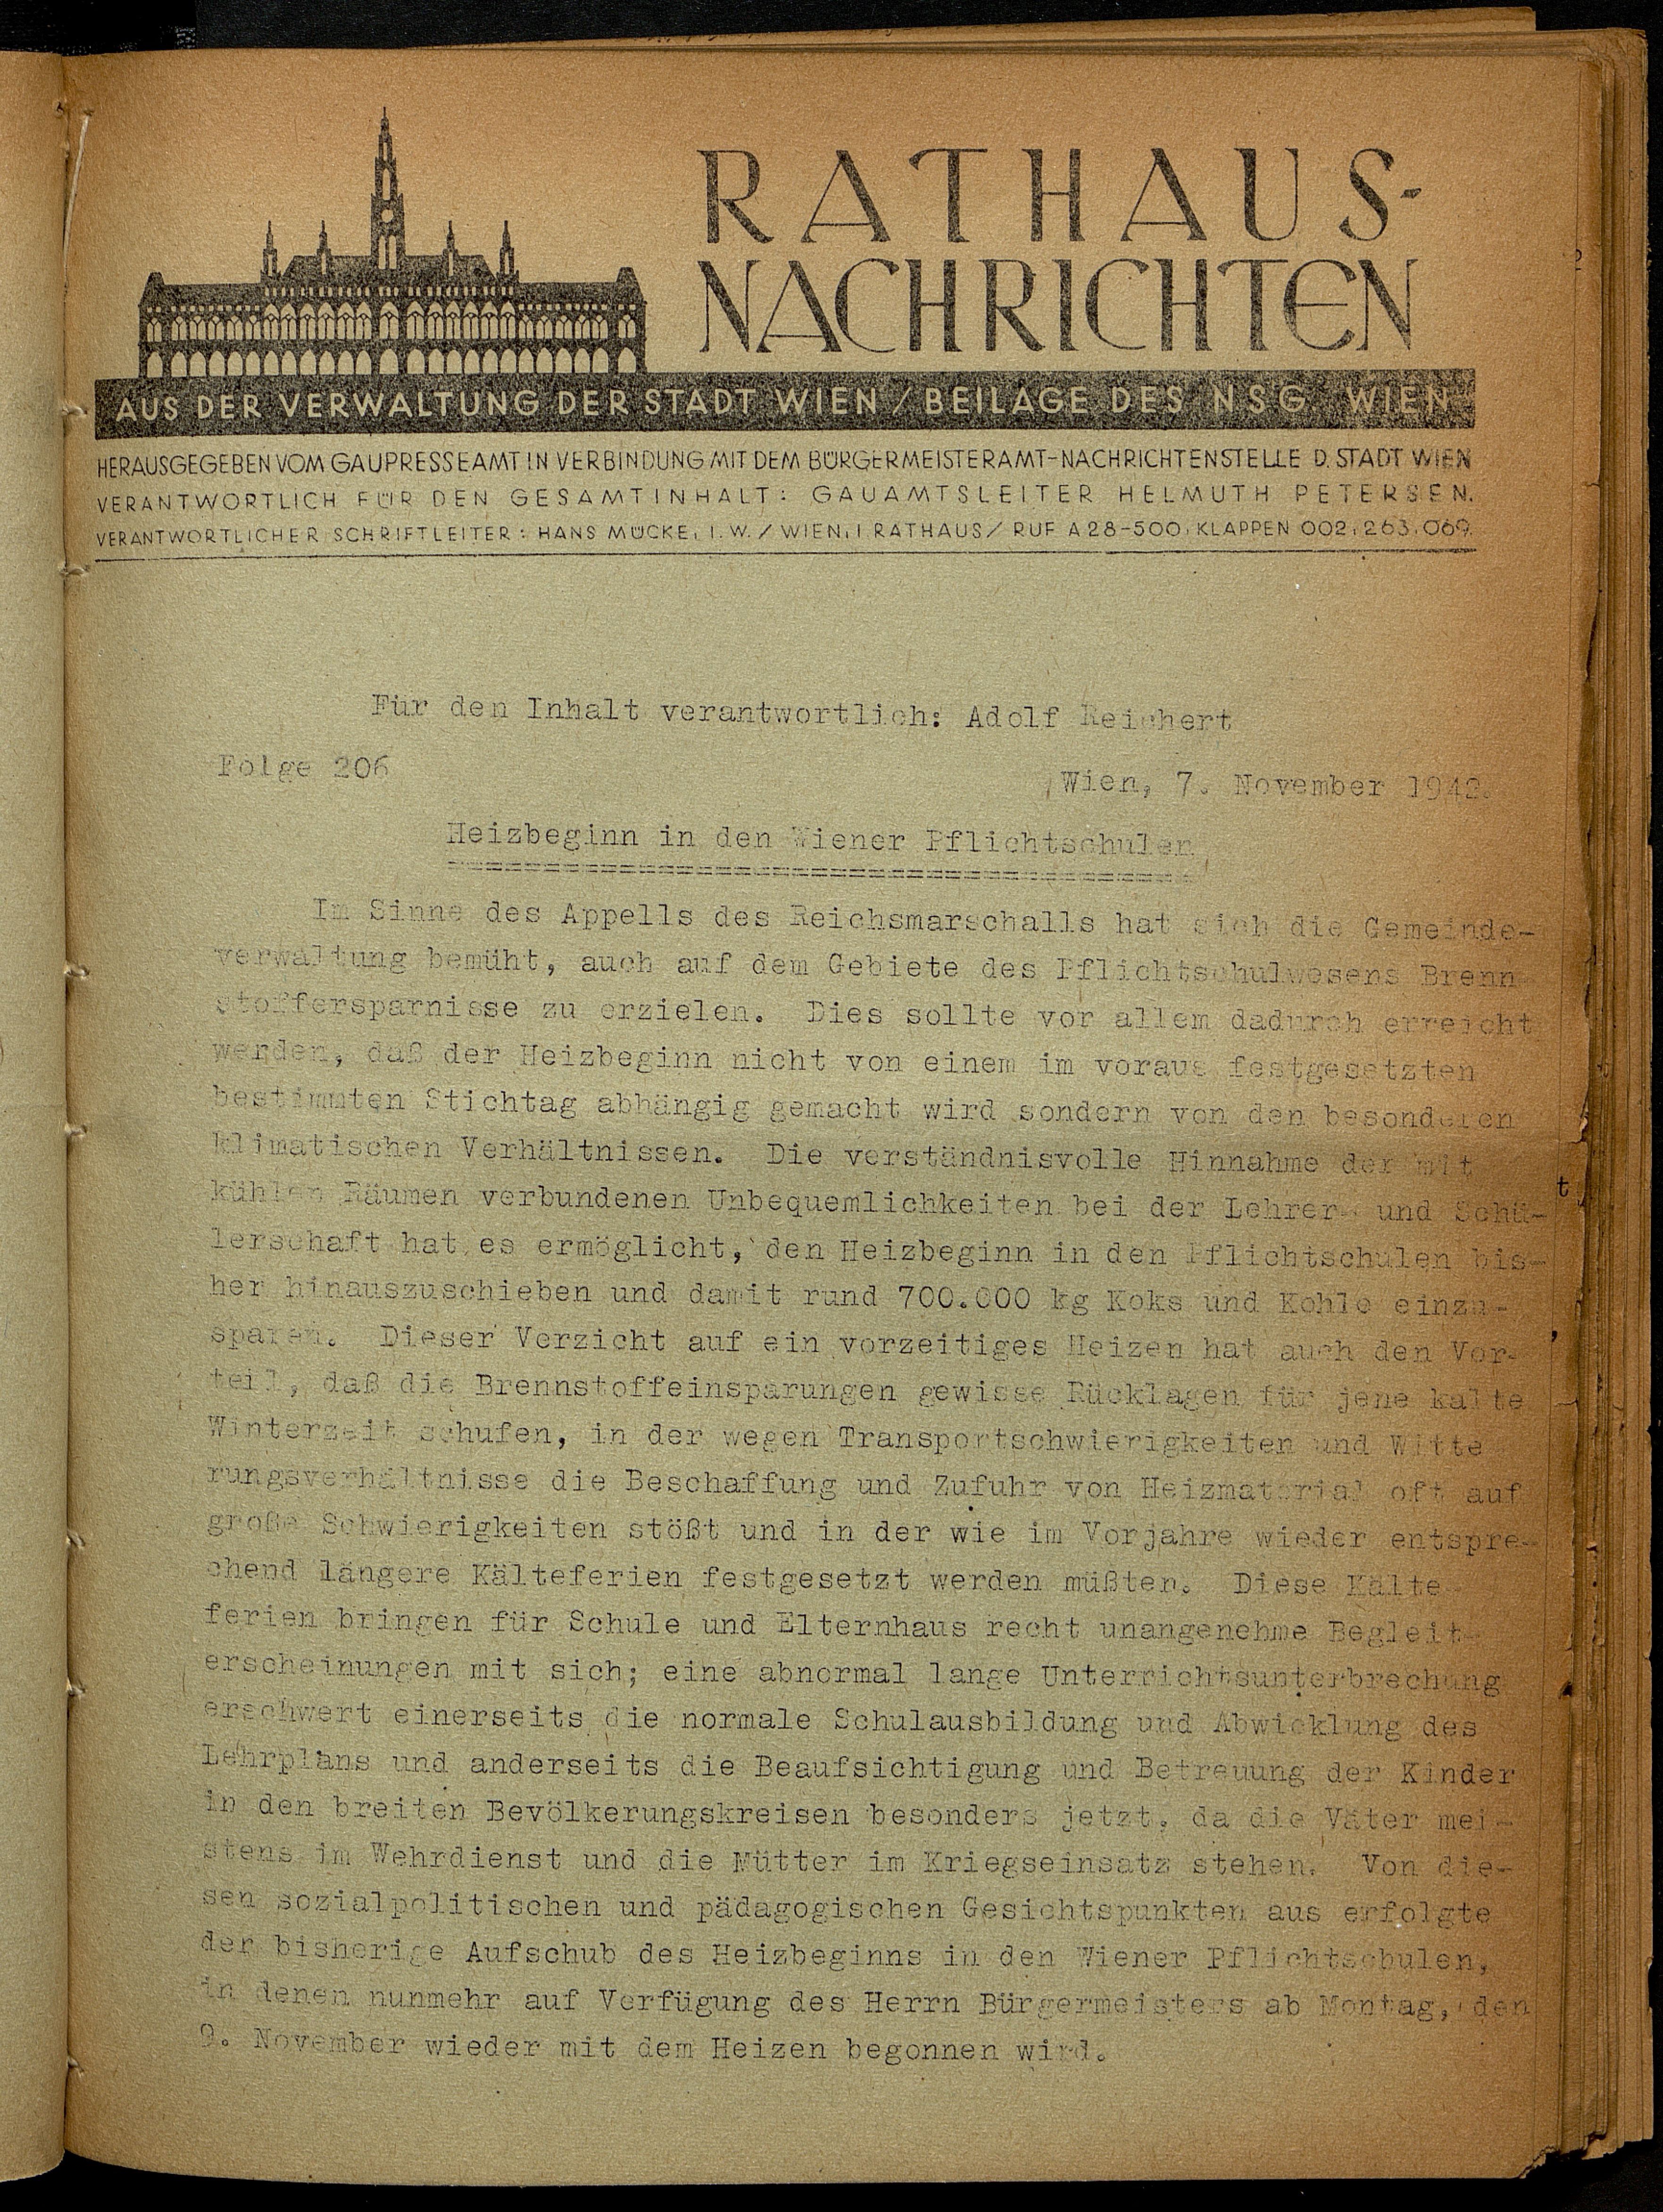 RATHAUS-
NACHRICHTEN
AUS DER VERWALTUNG DER STADT WIEN / BEILAGE DES NSG. WIEN
HERAUSGEGEBEN VOM GAUPRESSEAMT IN VERBINDUNG MIT DEM BÜRGERMEISTERAMT-NACHRICHTENSTELLE D. STADT WIEN
VERANTWORTLICH FÜR DEN GESAMTINHALT: GAUAMTSLEITER HELMUTH PETERSEN.
VERANTWORTLICHER SCHRIFTLEITER: HANS MÜCKE, I.W. / WIEN, I RATHAUS / RUF A 28-500, KLAPPEN 002, 263, 069.
Für den Inhalt verantwortlich: Adolf Reichert
Folge 206
Wien, 7. November 1942.
Heizbeginn in den Wiener Pflichtschulen
Im Sinne des Appells des Reichsmarschalls hat sich die Gemeinde-
verwaltung bemüht, auch auf dem Gebiete des Pflichtschulwesens Brenn-
stoffersparnisse zu erzielen. Dies sollte vor allem dadurch erreicht
werden, daß der Heizbeginn nicht von einem im voraus festgesetzten
bestimmten Stichtag abhängig gemacht wird sondern von den besonderen
klimatischen Verhältnissen. Die verständnisvolle Hinnahme der mit
kühlen Räumen verbundenen Unbequemlichkeiten bei der Lehrer- und Schü-
lerschaft hat es ermöglicht, den Heizbeginn in den Pflichtschulen bis-
her hinauszuschieben und damit rund 700.000 kg Koks und Kohle einzu-
sparen. Dieser Verzicht auf ein vorzeitiges Heizen hat auch den Vor-
teil, daß die Brennstoffeinsparungen gewisse Rücklagen für jene kalte
Winterzeit schufen, in der wegen Transportschwierigkeiten und Witte
rungsverhältnisse die Beschaffung und Zufuhr von Heizmaterial oft auf
große Schwierigkeiten stößt und in der wie im Vorjahre wieder entspre-
chend längere Kälteferien festgesetzt werden müßten. Diese Kälte-
ferien bringen für Schule und Elternhaus recht unangenehme Begleit-
erscheinungen mit sich; eine abnormal lange Unterrichtsunterbrechung
erschwert einerseits die normale Schulausbildung und Abwicklung des
Lehrplans und anderseits die Beaufsichtigung und Betreuung der Kinder
in den breiten Bevölkerungskreisen besonders jetzt, da die Väter mei-
stens im Wehrdienst und die Mütter im Kriegseinsatz stehen. Von die-
sen sozialpolitischen und pädagogischen Gesichtspunkten aus erfolgte
der bisherige Aufschub des Heizbeginns in den Wiener Pflichtschulen,
in denen nunmehr auf Verfügung des Herrn Bürgermeisters ab Montag, den
9. November wieder mit dem Heizen begonnen wird.